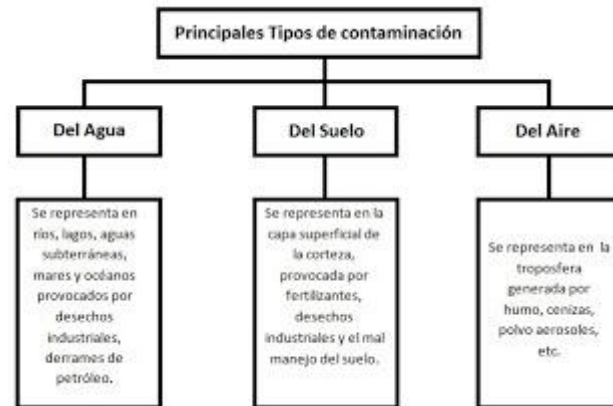 Principales Tipos de contaminación
Del Agua
Del Suelo
Del Aire
Se representa en
ríos, lagos, aguas
subterráneas,
mares y océanos
provocados por
desechos
industriales,
derrames de
petróleo.
Se representa en la
capa superficial de
la corteza,
provocada por
fertilizantes,
desechos
industriales y el mal
manejo del suelo.
Se representa en la
troposfera
generada por
humo, cenizas,
polvo aerosoles,
etc.